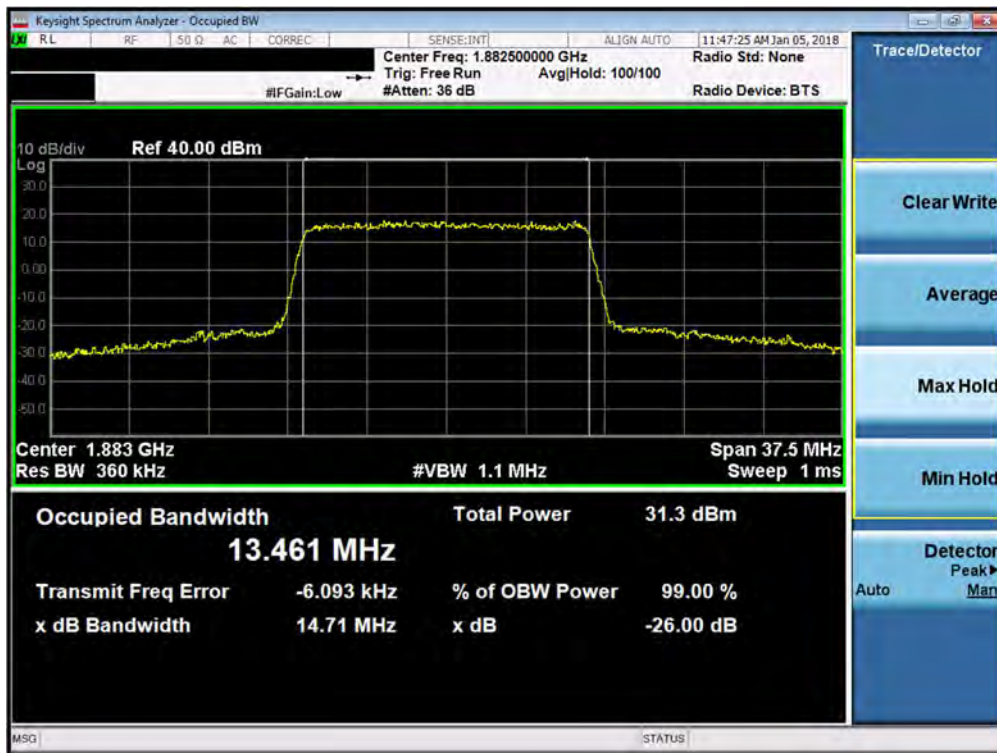 Keysight Spectrum Analyzer - Occupied BW
LXI RL RF 50 Ω AC CORREC SENSE:INT ALIGN AUTO 11:47:25 AM Jan 05, 2018
Center Freq: 1.882500000 GHz Radio Std: None
Trig: Free Run Avg|Hold: 100/100
#IFGain:Low #Atten: 36 dB Radio Device: BTS
Trace/Detector
10 dB/div Ref 40.00 dBm
Log
30.0
20.0
10.0
0.00
-10.0
-20.0
-30.0
-40.0
-50.0
Center 1.883 GHz Span 37.5 MHz
Res BW 360 kHz #VBW 1.1 MHz Sweep 1 ms
Occupied Bandwidth Total Power 31.3 dBm
13.461 MHz
Transmit Freq Error -6.093 kHz % of OBW Power 99.00 %
x dB Bandwidth 14.71 MHz x dB -26.00 dB
Clear Write
Average
Max Hold
Min Hold
Detector
Peak▶
Auto Man
MSG STATUS